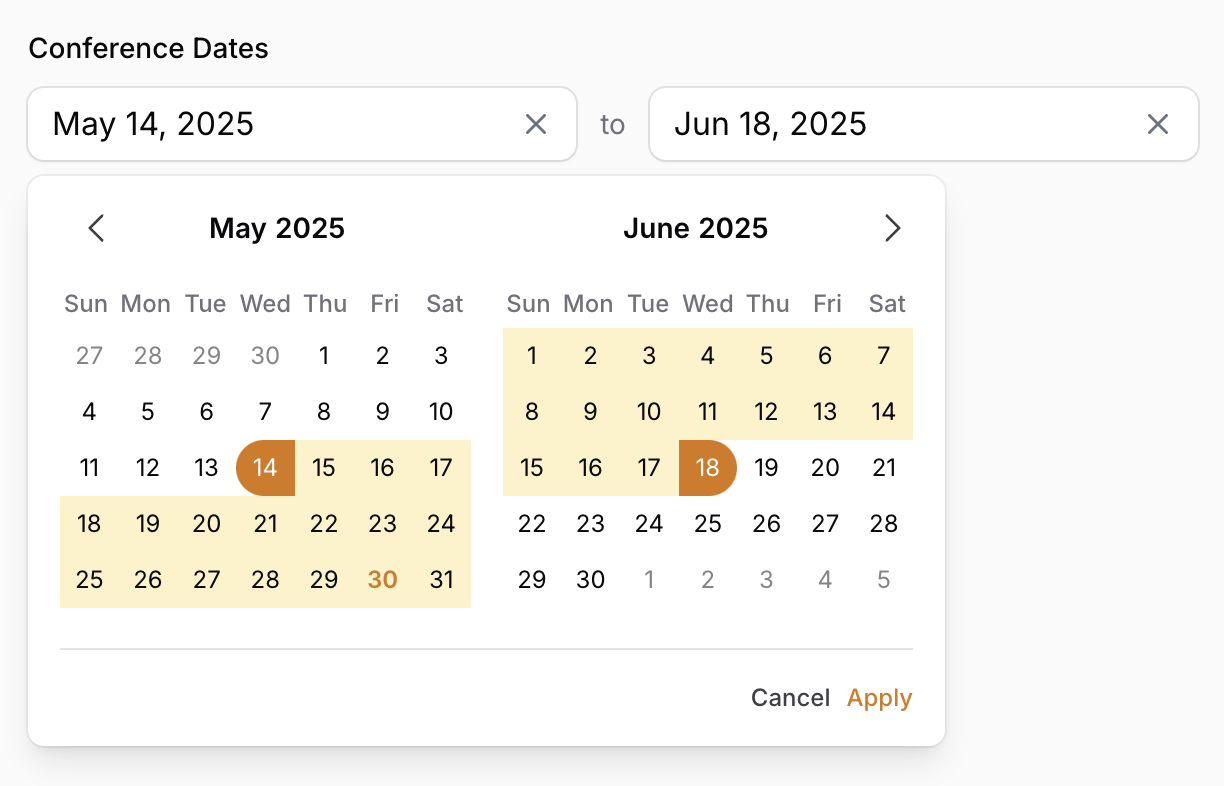 Conference Dates
May 14, 2025 to Jun 18, 2025
May 2025 June 2025
Sun Mon Tue Wed Thu Fri Sat Sun Mon Tue Wed Thu Fri Sat
27 28 29 30 1 2 3 1 2 3 4 5 6 7
4 5 6 7 8 9 10 8 9 10 11 12 13 14
11 12 13 14 15 16 17 15 16 17 18 19 20 21
18 19 20 21 22 23 24 22 23 24 25 26 27 28
25 26 27 28 29 30 31 29 30 1 2 3 4 5
Cancel Apply